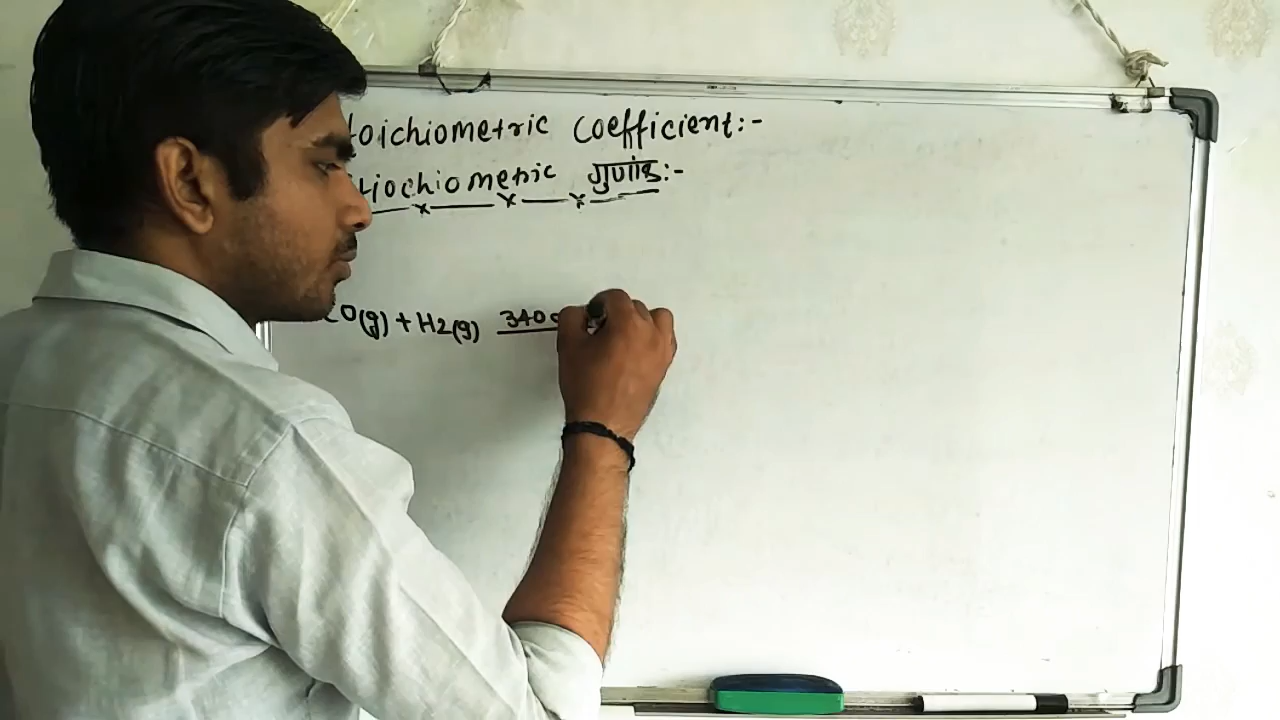 toichiometric coefficient:-
tiochiometric गुणांक:-
CO(g) + H2(g) 340